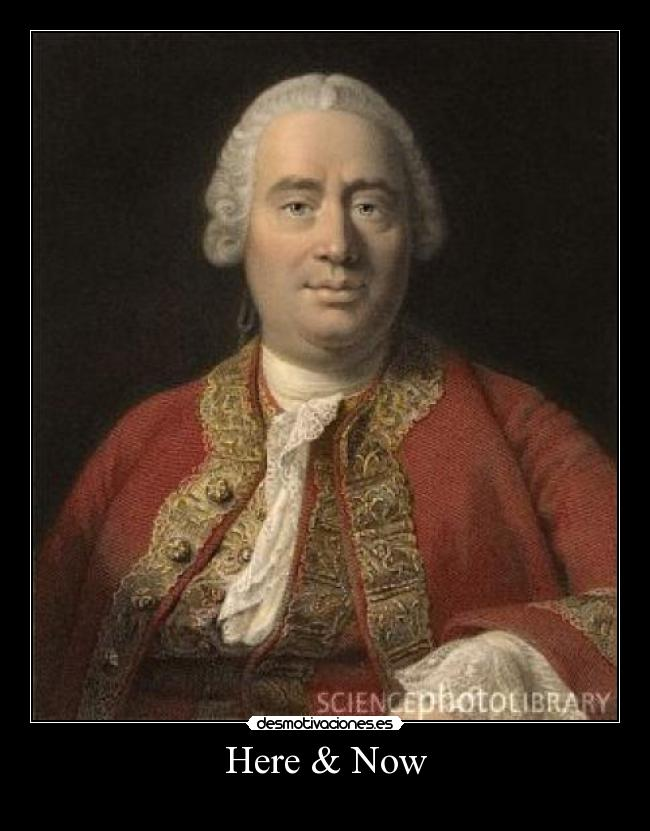 SCIENCEPHOTOLIBRARY
desmotivaciones.es
Here & Now